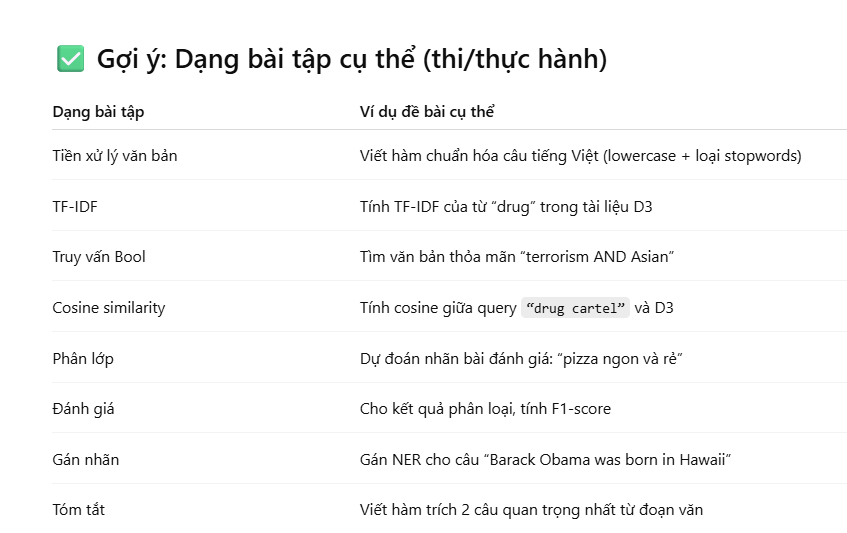 ✅ Gợi ý: Dạng bài tập cụ thể (thi/thực hành)
Dạng bài tập Ví dụ đề bài cụ thể
Tiền xử lý văn bản Viết hàm chuẩn hóa câu tiếng Việt (lowercase + loại stopwords)
TF-IDF Tính TF-IDF của từ “drug” trong tài liệu D3
Truy vấn Bool Tìm văn bản thỏa mãn “terrorism AND Asian”
Cosine similarity Tính cosine giữa query “drug cartel” và D3
Phân lớp Dự đoán nhãn bài đánh giá: “pizza ngon và rẻ”
Đánh giá Cho kết quả phân loại, tính F1-score
Gán nhãn Gán NER cho câu “Barack Obama was born in Hawaii”
Tóm tắt Viết hàm trích 2 câu quan trọng nhất từ đoạn văn